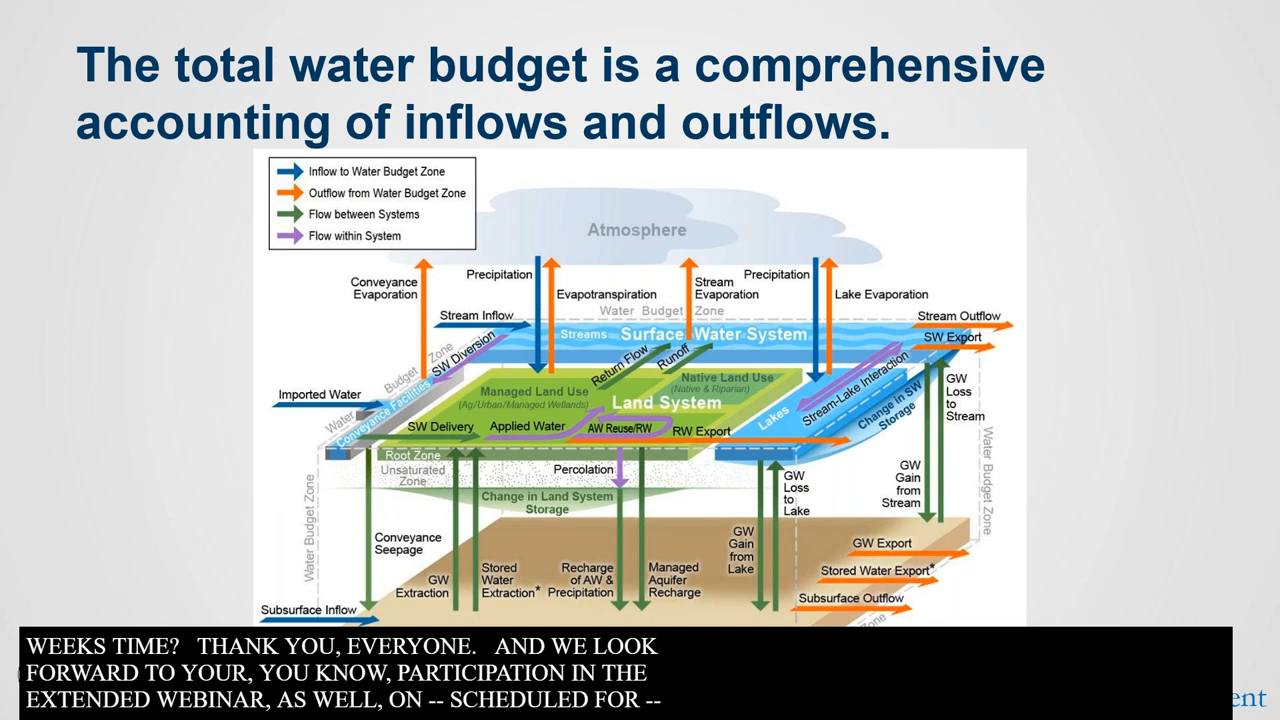 The total water budget is a comprehensive
accounting of inflows and outflows.
Inflow to Water Budget Zone
Outflow from Water Budget Zone
Flow between Systems
Flow within System
Atmosphere
Conveyance
Evaporation
Precipitation
Evapotranspiration
Stream
Evaporation
Precipitation
Lake Evaporation
Water Budget Zone
Stream Inflow
Streams
Surface Water System
Stream Outflow
SW Export
SW Diversion
Water Budget Zone
Imported Water
Conveyance Facilities
Return Flow
Runoff
Managed Land Use
(Ag/Urban/Managed Wetlands)
Native Land Use
(Native & Riparian)
Land System
Stream-Lake Interaction
Change in SW
Storage
GW
Loss
to
Stream
Lakes
SW Delivery
Applied Water
AW Reuse/RW
RW Export
Root Zone
Unsaturated
Zone
Percolation
Change in Land System
Storage
GW
Loss
to
Lake
GW
Gain
from
Stream
Water Budget Zone
Water Budget Zone
Conveyance
Seepage
GW
Extraction
Stored
Water
Extraction*
Recharge
of AW &
Precipitation
Managed
Aquifer
Recharge
GW
Gain
from
Lake
GW Export
Stored Water Export*
Subsurface Outflow
Subsurface Inflow
Zone
WEEKS TIME? THANK YOU, EVERYONE. AND WE LOOK
FORWARD TO YOUR, YOU KNOW, PARTICIPATION IN THE
EXTENDED WEBINAR, AS WELL, ON -- SCHEDULED FOR --
ent